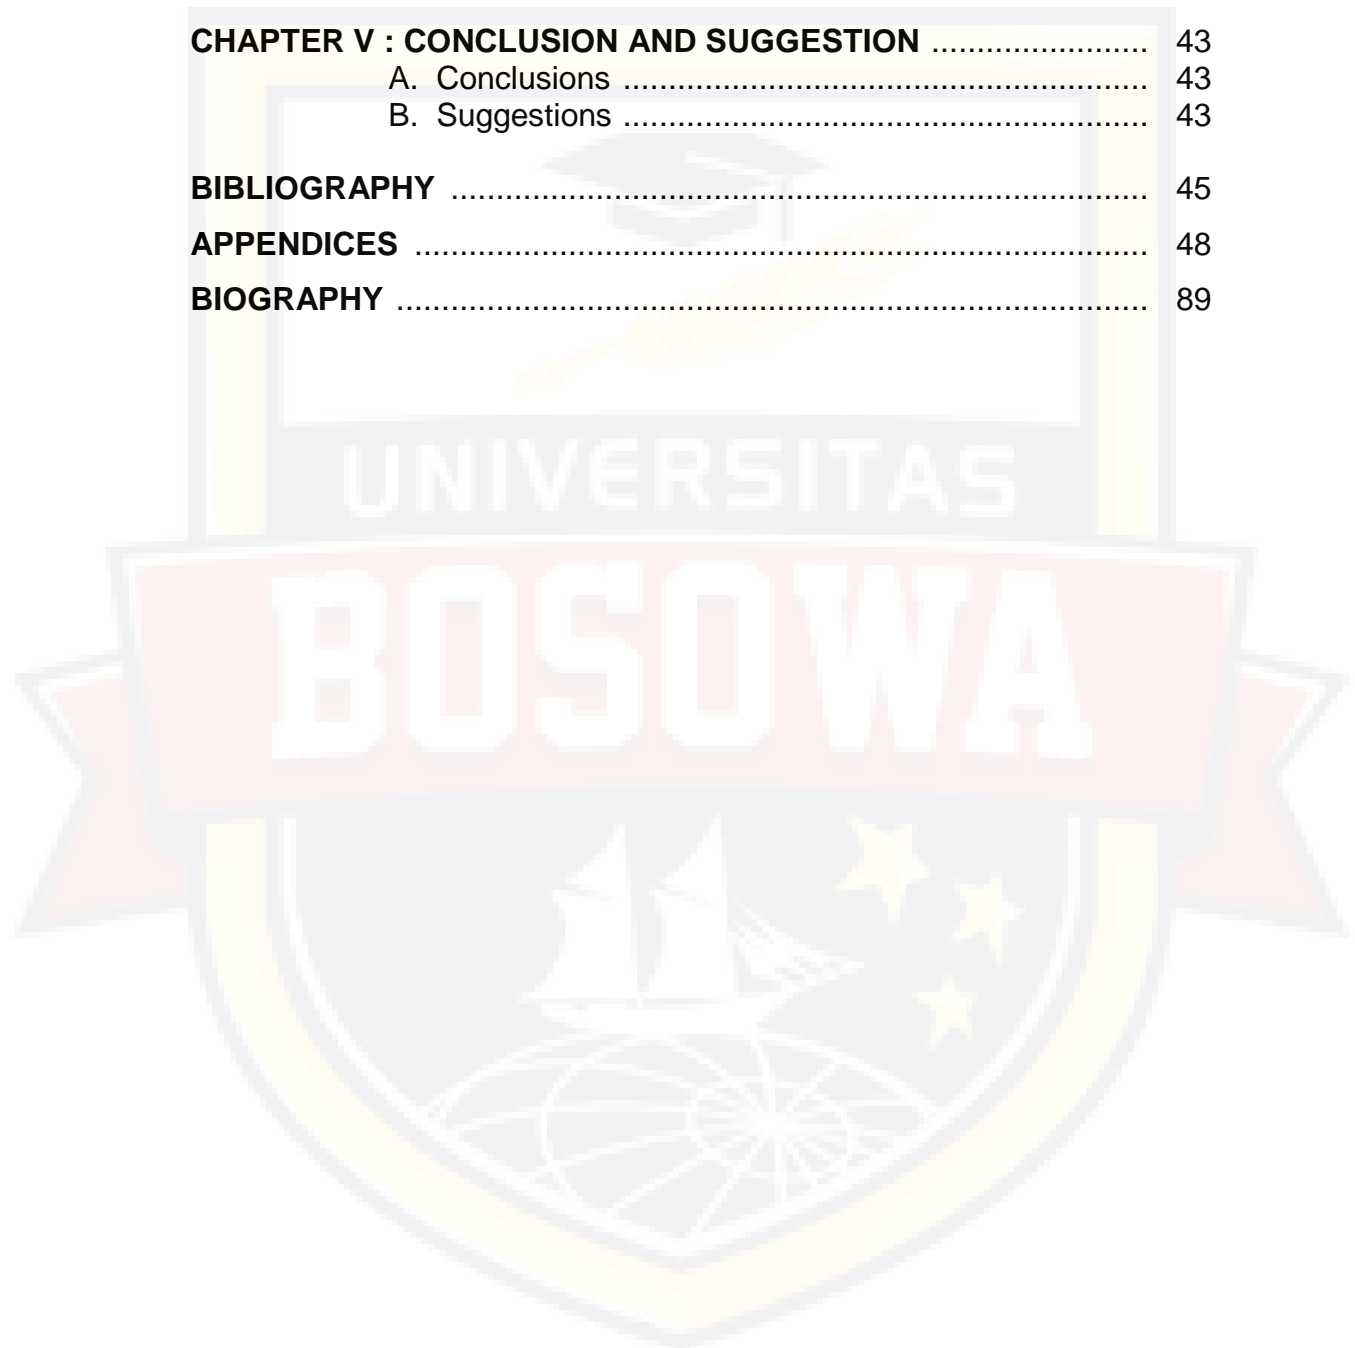 CHAPTER V : CONCLUSION AND SUGGESTION ........................ 43
A. Conclusions .......................................................... 43
B. Suggestions .......................................................... 43
BIBLIOGRAPHY ............................................................................. 45
APPENDICES ................................................................................. 48
BIOGRAPHY ................................................................................... 89
UNIVERSITAS
BOSOWA